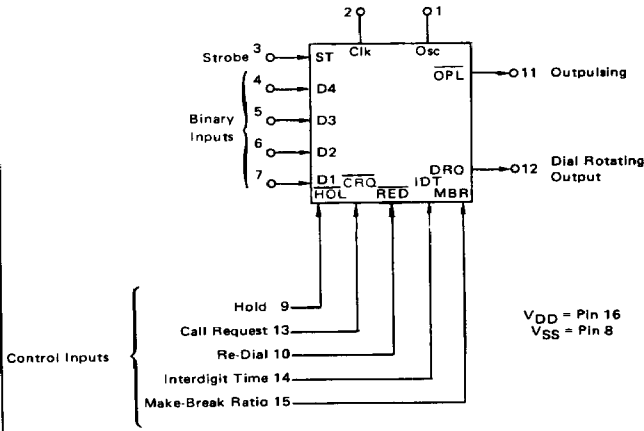 2 1
Strobe 3 ST Clk Osc
OPL 11 Outpulsing
4 D4
Binary Inputs
5 D3
6 D2
DRO 12 Dial Rotating Output
7 D1
HOL CRQ RED IDT MBR
Hold 9
Call Request 13
Re-Dial 10
Interdigit Time 14
Make-Break Ratio 15
Control Inputs
VDD = Pin 16
VSS = Pin 8